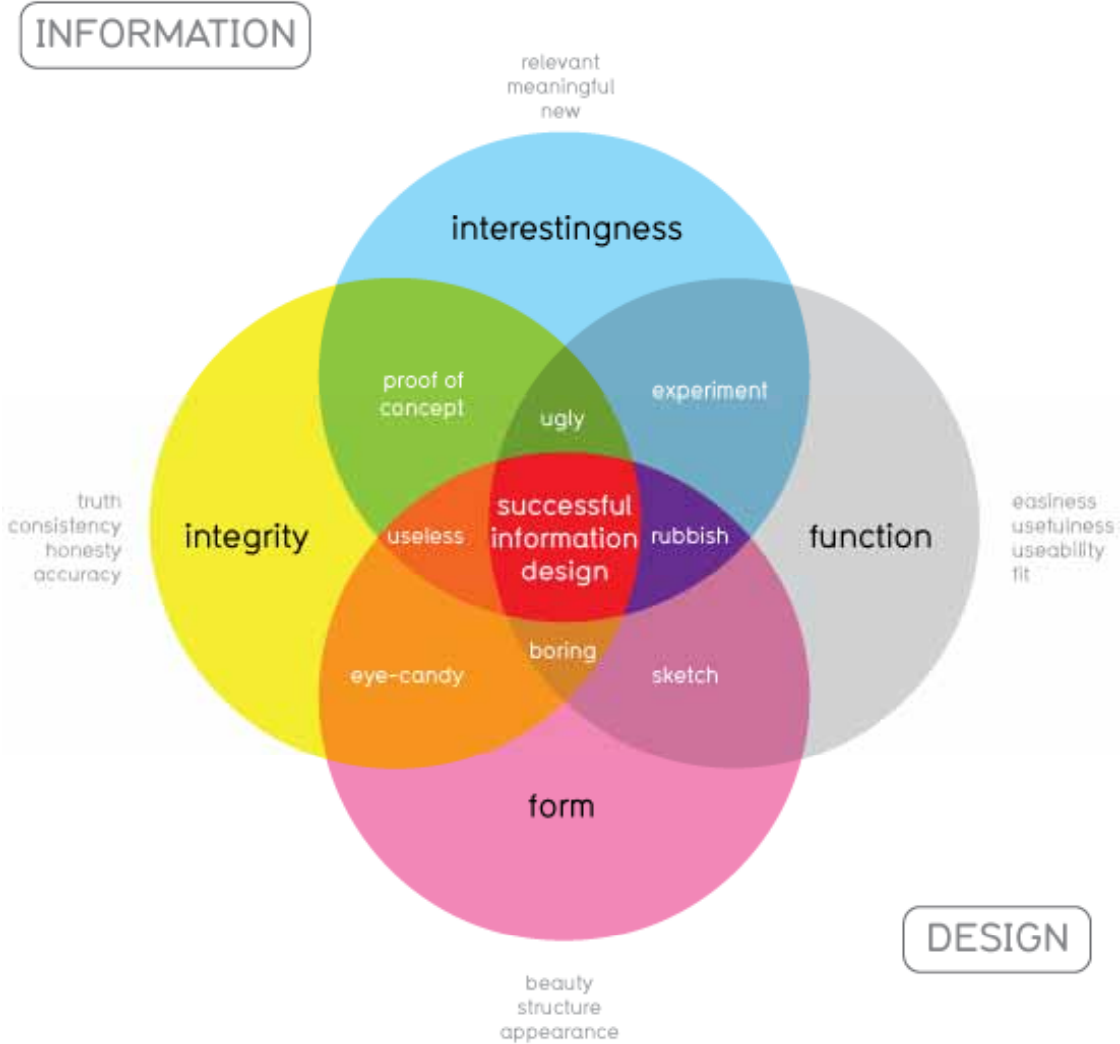 INFORMATION
relevant
meaningful
new
interestingness
proof of
concept
experiment
ugly
truth
consistency
honesty
accuracy
integrity
useless
successful
information
design
rubbish
function
easiness
usefulness
useability
fit
boring
eye-candy
sketch
form
DESIGN
beauty
structure
appearance